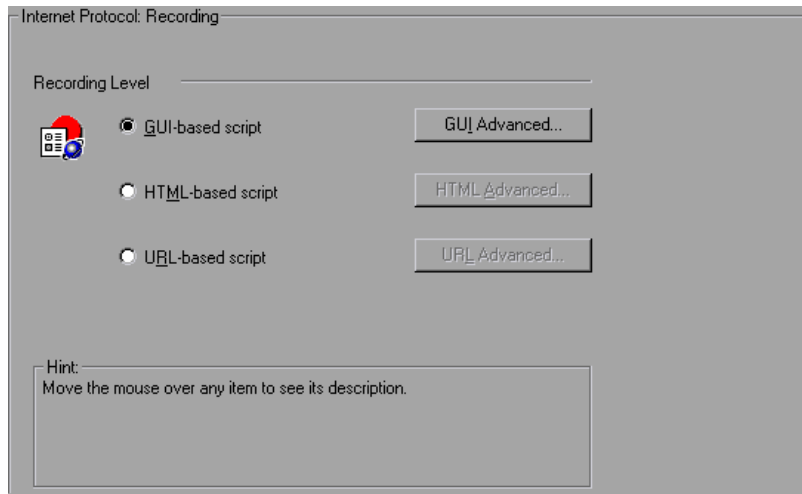 Internet Protocol: Recording
Recording Level
GUI-based script
GUI Advanced...
HTML-based script
HTML Advanced...
URL-based script
URL Advanced...
Hint:
Move the mouse over any item to see its description.